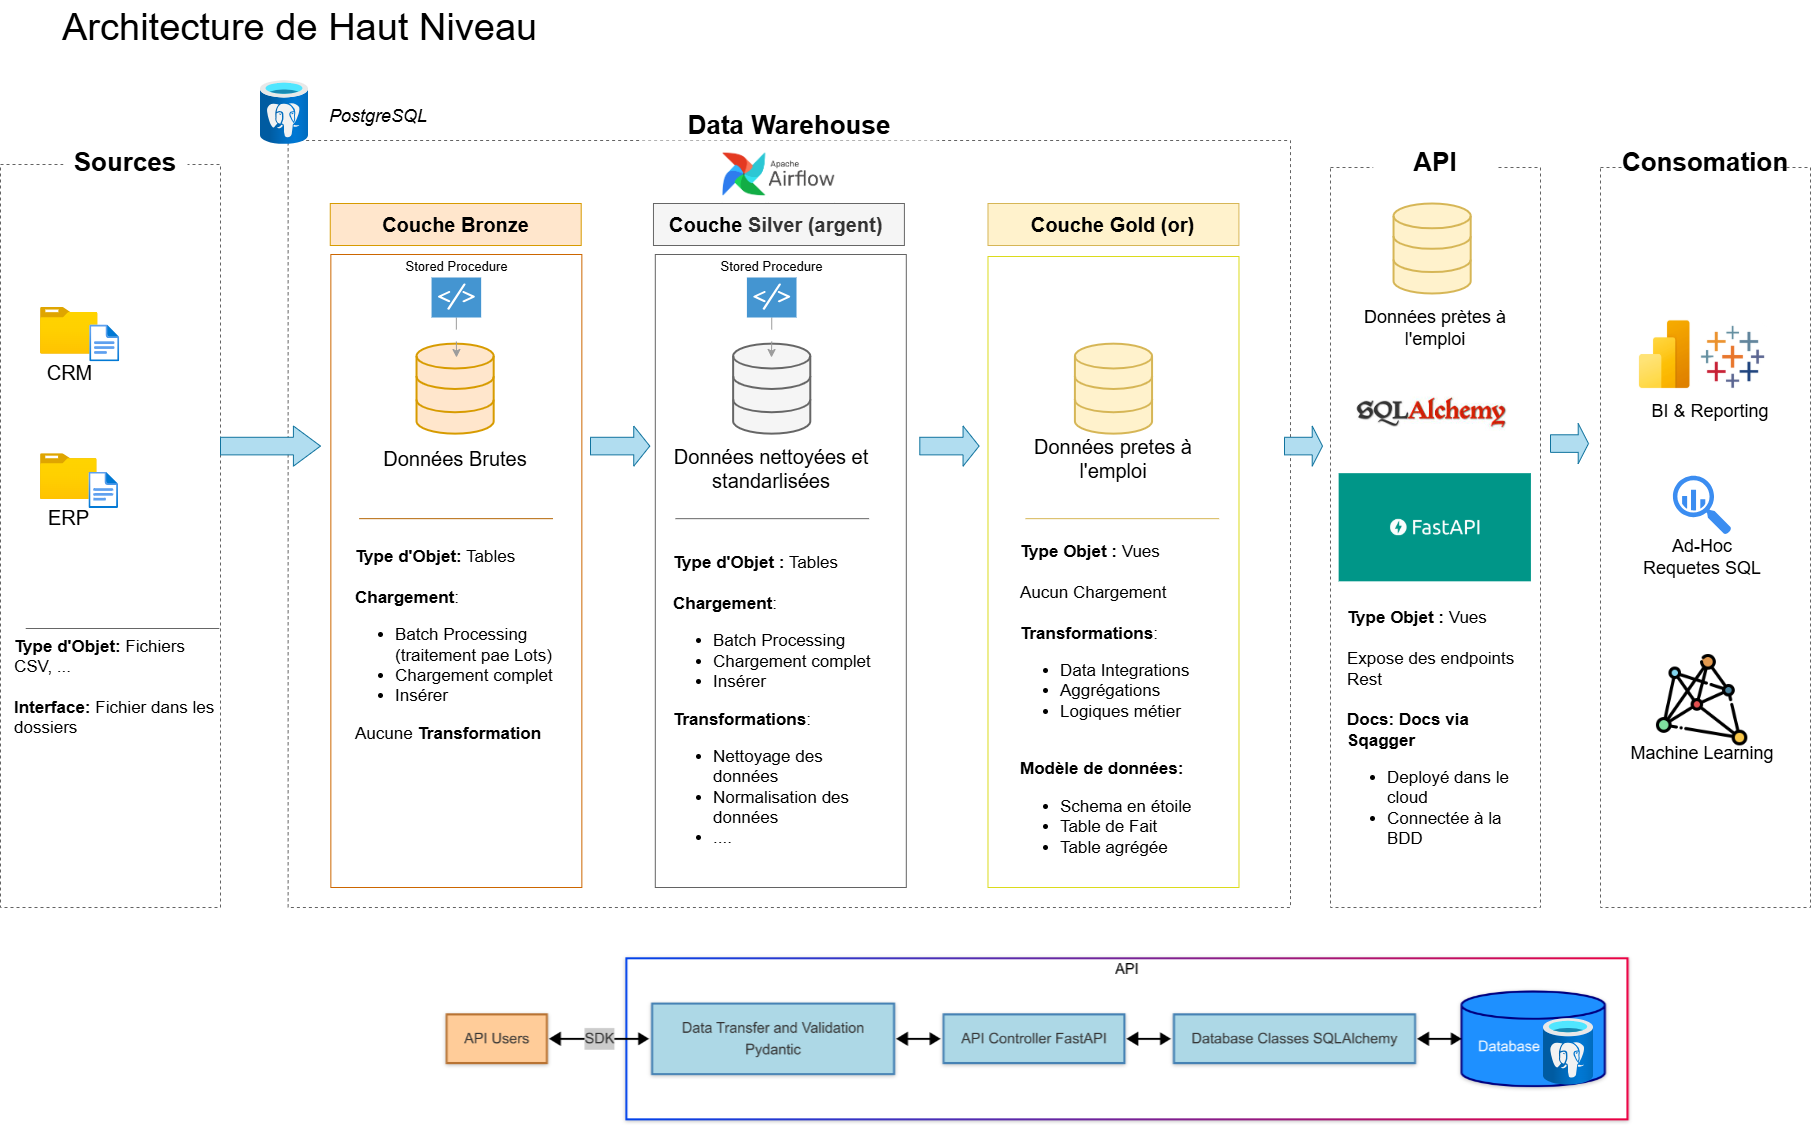 Architecture de Haut Niveau
PostgreSQL
Data Warehouse
Apache
Airflow
Sources
CRM
ERP
Type d'Objet: Fichiers
CSV, ...
Interface: Fichier dans les
dossiers
Couche Bronze
Stored Procedure
</>
Données Brutes
Type d'Objet: Tables
Chargement:
• Batch Processing
(traitement pae Lots)
• Chargement complet
• Insérer
Aucune Transformation
Couche Silver (argent)
Stored Procedure
</>
Données nettoyées et
standarlisées
Type d'Objet : Tables
Chargement:
• Batch Processing
• Chargement complet
• Insérer
Transformations:
• Nettoyage des
données
• Normalisation des
données
• ....
Couche Gold (or)
Données pretes à
l'emploi
Type Objet : Vues
Aucun Chargement
Transformations:
• Data Integrations
• Aggrégations
• Logiques métier
Modèle de données:
• Schema en étoile
• Table de Fait
• Table agrégée
API
Données prètes à
l'emploi
SQLAlchemy
FastAPI
Type Objet : Vues
Expose des endpoints
Rest
Docs: Docs via
Sqagger
• Deployé dans le
cloud
• Connectée à la
BDD
Consomation
BI & Reporting
Ad-Hoc
Requetes SQL
Machine Learning
API
API Users
SDK
Data Transfer and Validation
Pydantic
API Controller FastAPI
Database Classes SQLAlchemy
Database